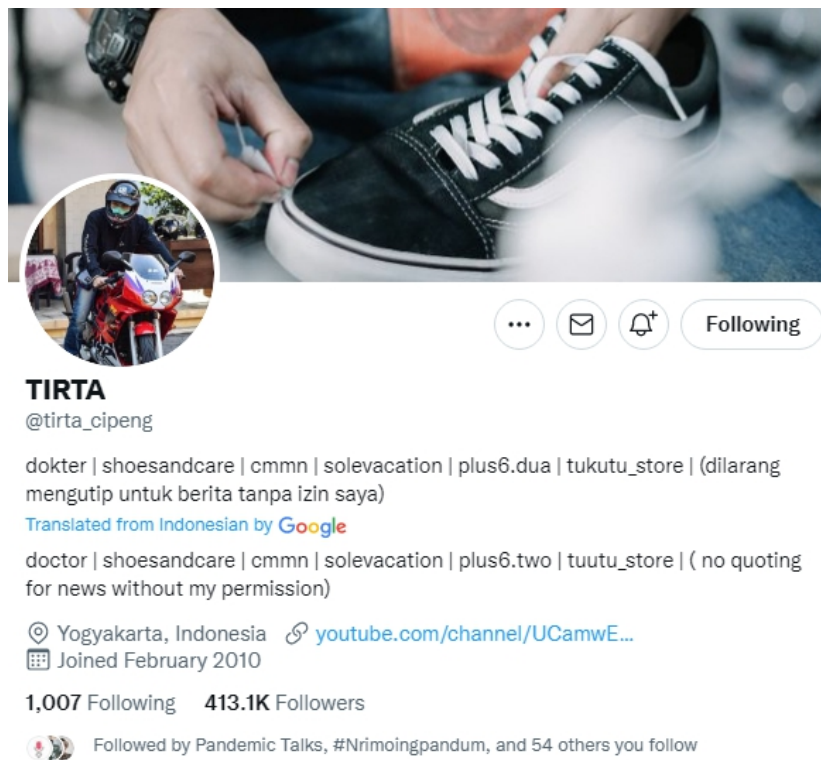 Following
TIRTA
@tirta_cipeng
dokter | shoesandcare | cmmn | solevacation | plus6.dua | tukutu_store | (dilarang
mengutip untuk berita tanpa izin saya)
Translated from Indonesian by Google
doctor | shoesandcare | cmmn | solevacation | plus6.two | tuutu_store | ( no quoting
for news without my permission)
Yogyakarta, Indonesia youtube.com/channel/UCamwE...
Joined February 2010
1,007 Following 413.1K Followers
Followed by Pandemic Talks, #Nrimoingpandum, and 54 others you follow